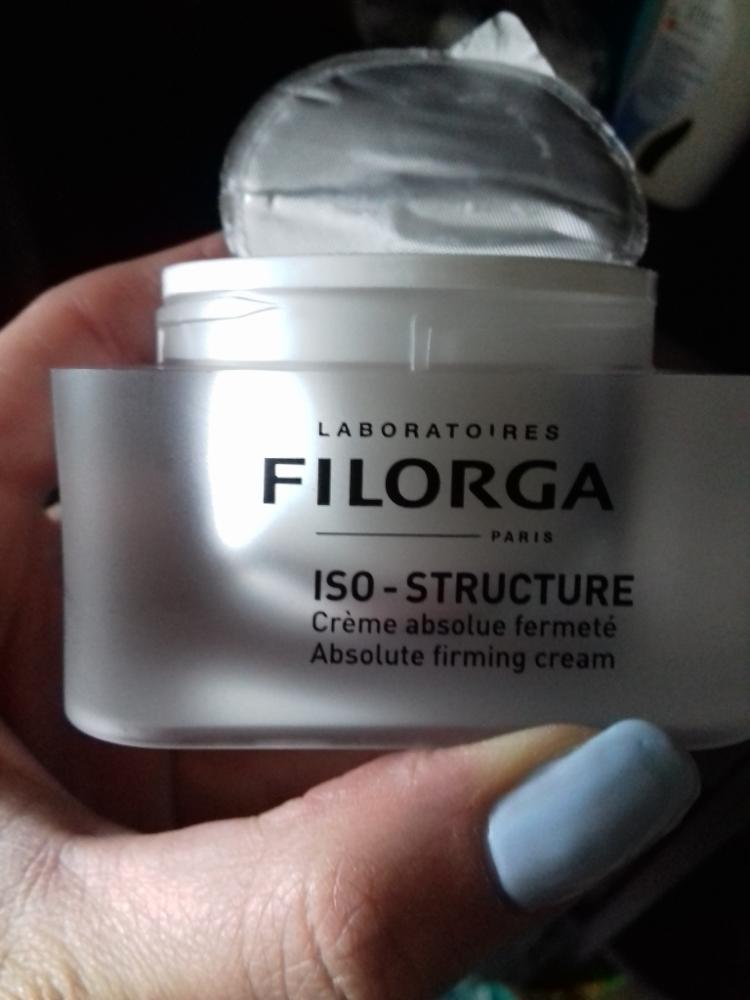 LABORATOIRES
FILORGA
PARIS
ISO-STRUCTURE
Crème absolue fermeté
Absolute firming cream